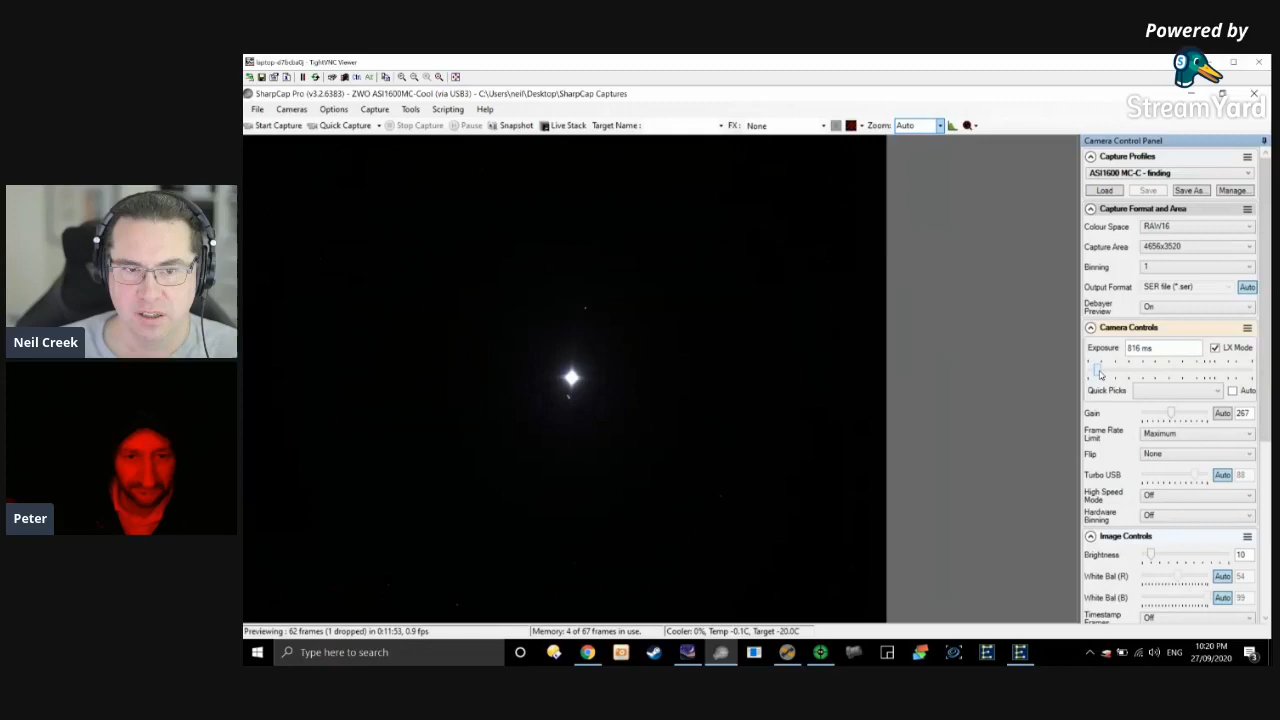 Powered by
StreamYard
laptop-d7bcba0j - TightVNC Viewer
SharpCap Pro (v3.2.6383) - ZWO ASI1600MC-Cool (via USB3) - C:\Users\neil\Desktop\SharpCap Captures
File Cameras Options Capture Tools Scripting Help
Start Capture Quick Capture Stop Capture Pause Snapshot Live Stack Target Name : FX: None Zoom: Auto
Camera Control Panel
Capture Profiles
ASI1600 MC-C - finding
Load Save Save As... Manage...
Capture Format and Area
Colour Space RAW16
Capture Area 4656x3520
Binning 1
Output Format SER file (*.ser) Auto
Debayer Preview On
Camera Controls
Exposure 816 ms LX Mode
Quick Picks Auto
Gain Auto 267
Frame Rate Limit Maximum
Flip None
Turbo USB Auto 88
High Speed Mode Off
Hardware Binning Off
Image Controls
Brightness 10
White Bal (R) Auto 54
White Bal (B) Auto 99
Timestamp Frames Off
Neil Creek
Peter
Previewing : 62 frames (1 dropped) in 0:11:53, 0.9 fps Memory: 4 of 67 frames in use. Cooler: 0%, Temp -0.1C, Target -20.0C
Type here to search
ENG
10:20 PM
27/09/2020